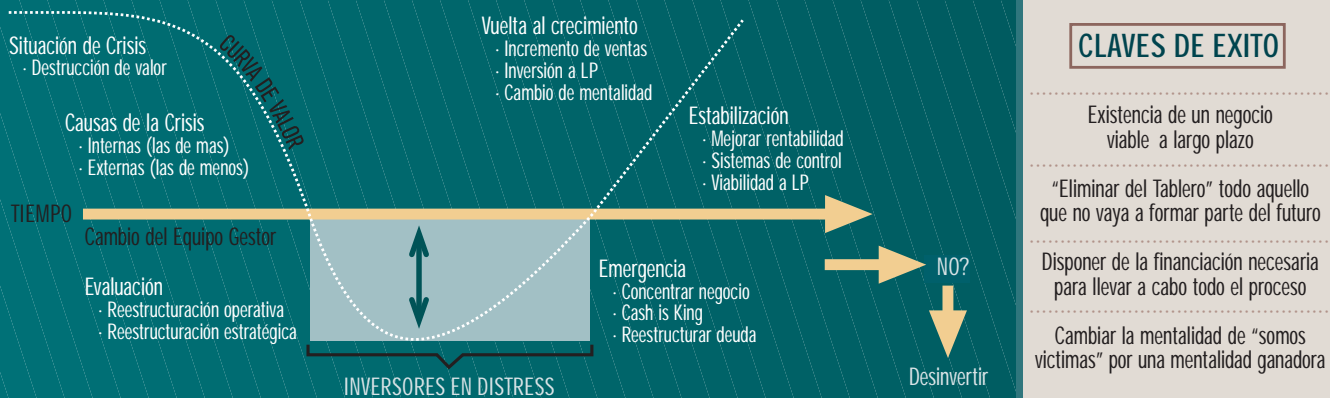 Situación de Crisis
· Destrucción de valor
CURVA DE VALOR
Causas de la Crisis
· Internas (las de mas)
· Externas (las de menos)
Vuelta al crecimiento
· Incremento de ventas
· Inversión a LP
· Cambio de mentalidad
Estabilización
· Mejorar rentabilidad
· Sistemas de control
· Viabilidad a LP
TIEMPO
Cambio del Equipo Gestor
Evaluación
· Reestructuración operativa
· Reestructuración estratégica
Emergencia
· Concentrar negocio
· Cash is King
· Reestructurar deuda
NO?
Desinvertir
INVERSORES EN DISTRESS
CLAVES DE EXITO
Existencia de un negocio
viable a largo plazo
“Eliminar del Tablero” todo aquello
que no vaya a formar parte del futuro
Disponer de la financiación necesaria
para llevar a cabo todo el proceso
Cambiar la mentalidad de “somos
victimas” por una mentalidad ganadora